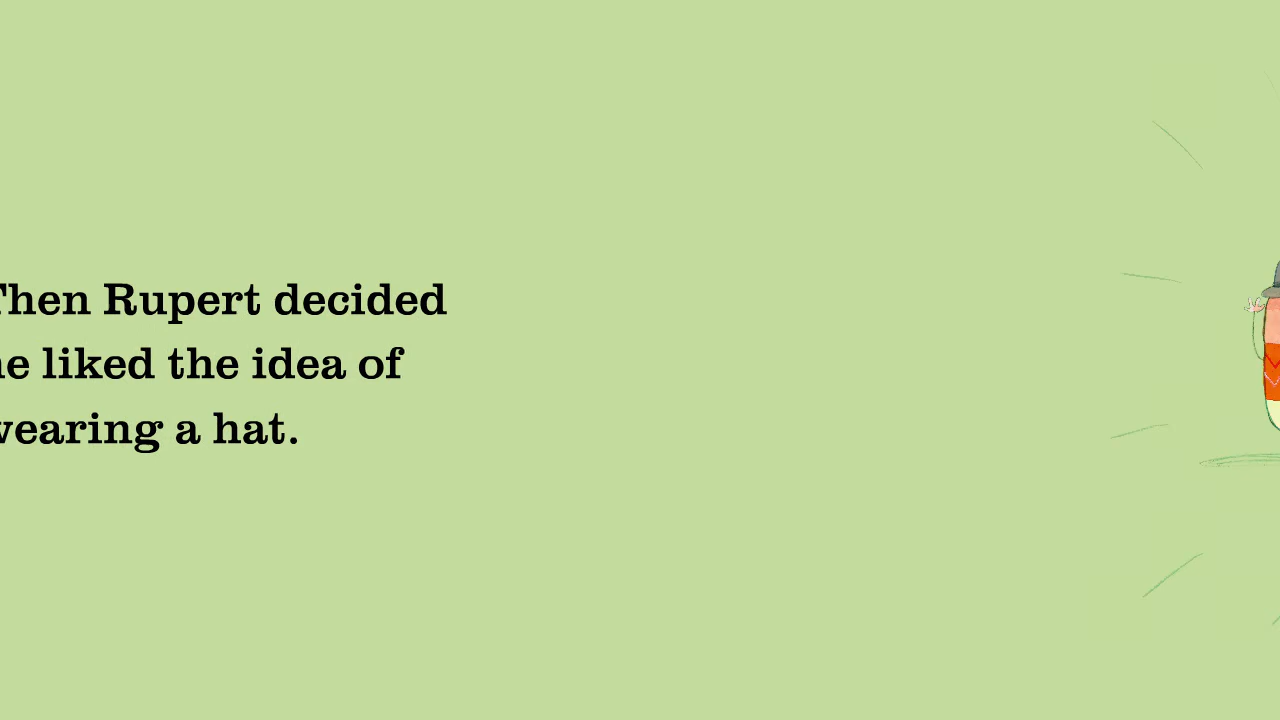 Then Rupert decided
he liked the idea of
wearing a hat.